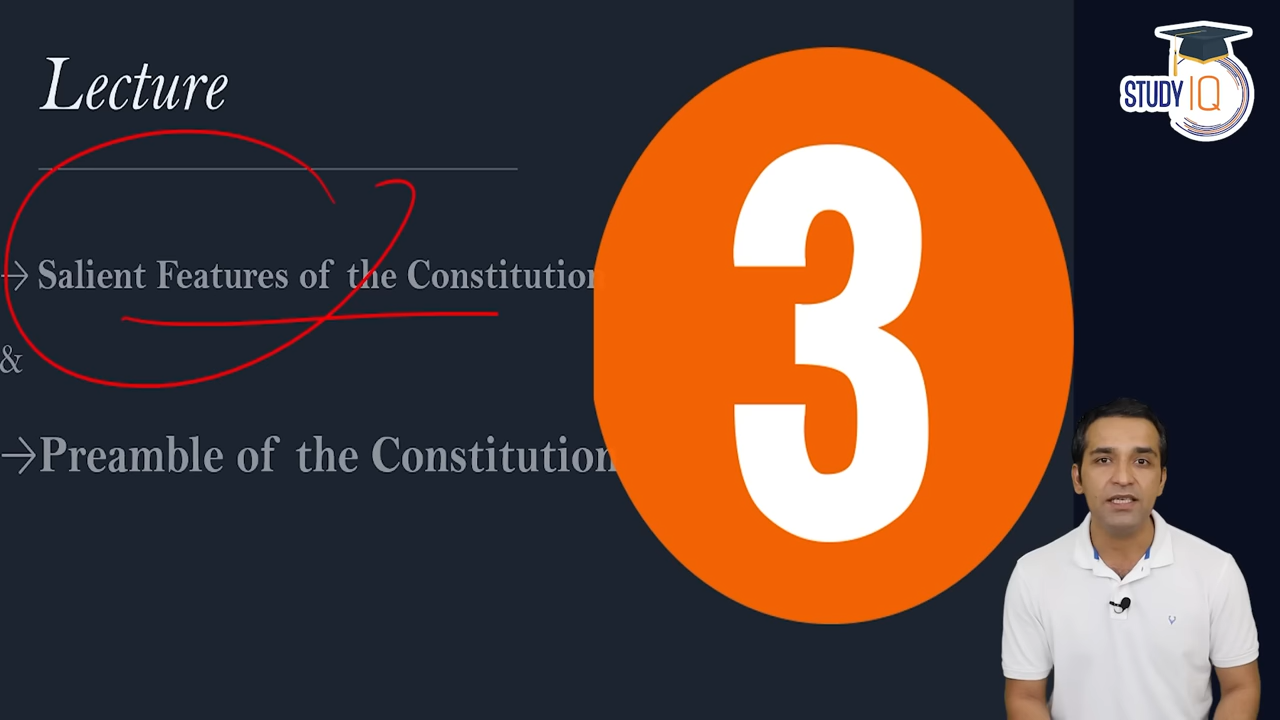 Lecture
→ Salient Features of the Constitution
&
→Preamble of the Constitution
3
STUDY IQ